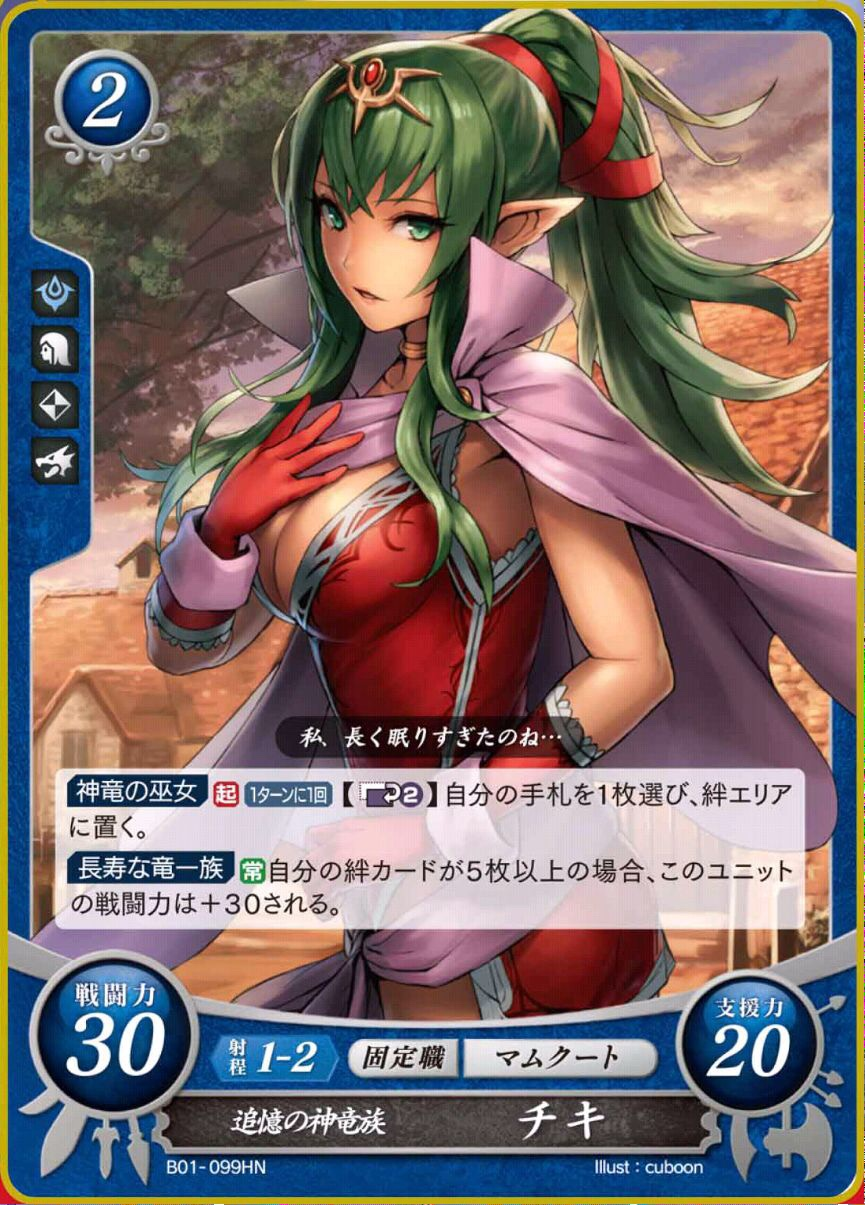 2
私、長く眠りすぎたのね…
神竜の巫女 起 1ターンに1回【2】自分の手札を1枚選び、絆エリア
に置く。
長寿な竜一族 常 自分の絆カードが5枚以上の場合、このユニット
の戦闘力は+30される。
戦闘力
30
射程 1-2 固定職 マムクート
支援力
20
追憶の神竜族 チキ
B01-099HN Illust:cuboon